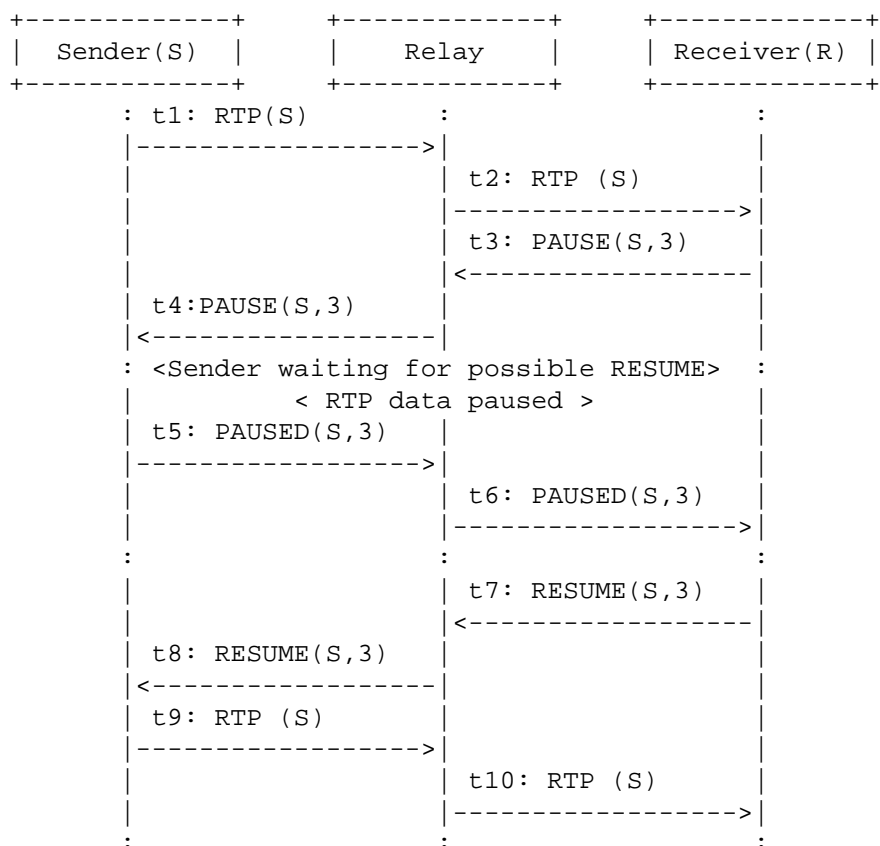 Sender(S) Relay Receiver(R)
t1: RTP(S)
t2: RTP (S)
t3: PAUSE(S,3)
t4:PAUSE(S,3)
<Sender waiting for possible RESUME>
< RTP data paused >
t5: PAUSED(S,3)
t6: PAUSED(S,3)
t7: RESUME(S,3)
t8: RESUME(S,3)
t9: RTP (S)
t10: RTP (S)